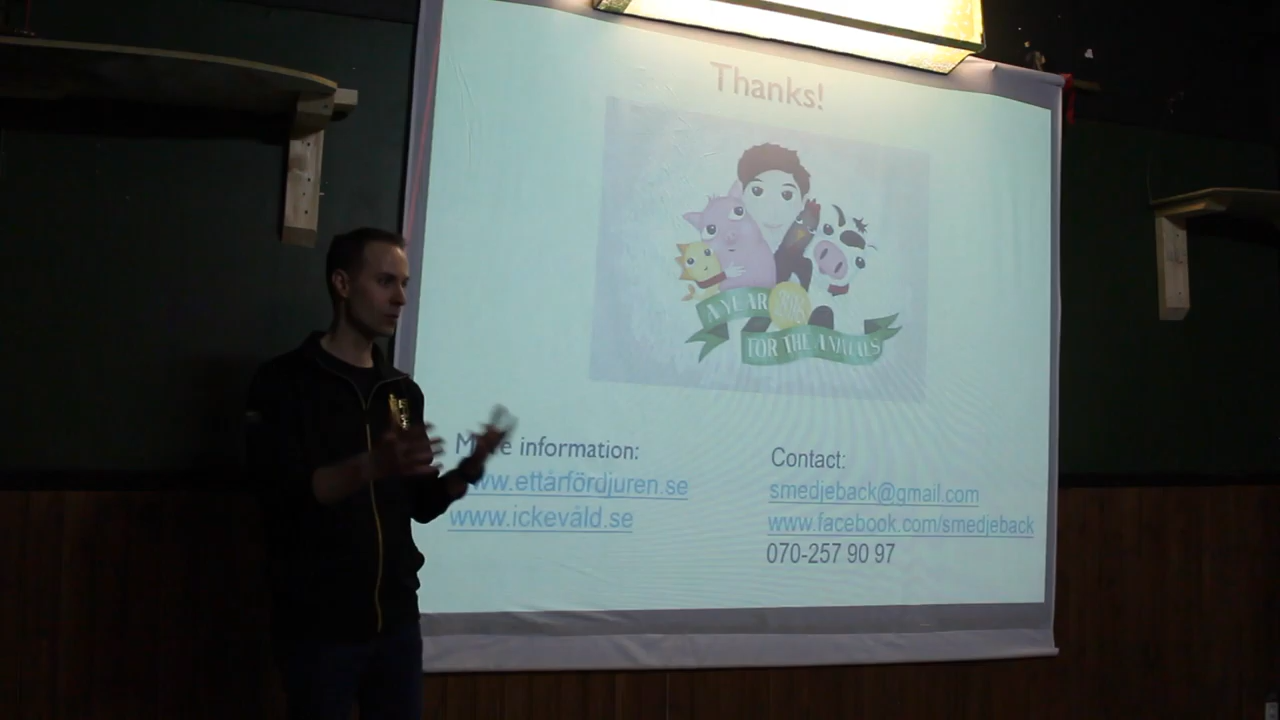 Thanks!
A YEAR
FOR THE ANIMALS
information:
www.ettårfördjuren.se
www.ickevåld.se
Contact:
smedjeback@gmail.com
www.facebook.com/smedjeback
070-257 90 97